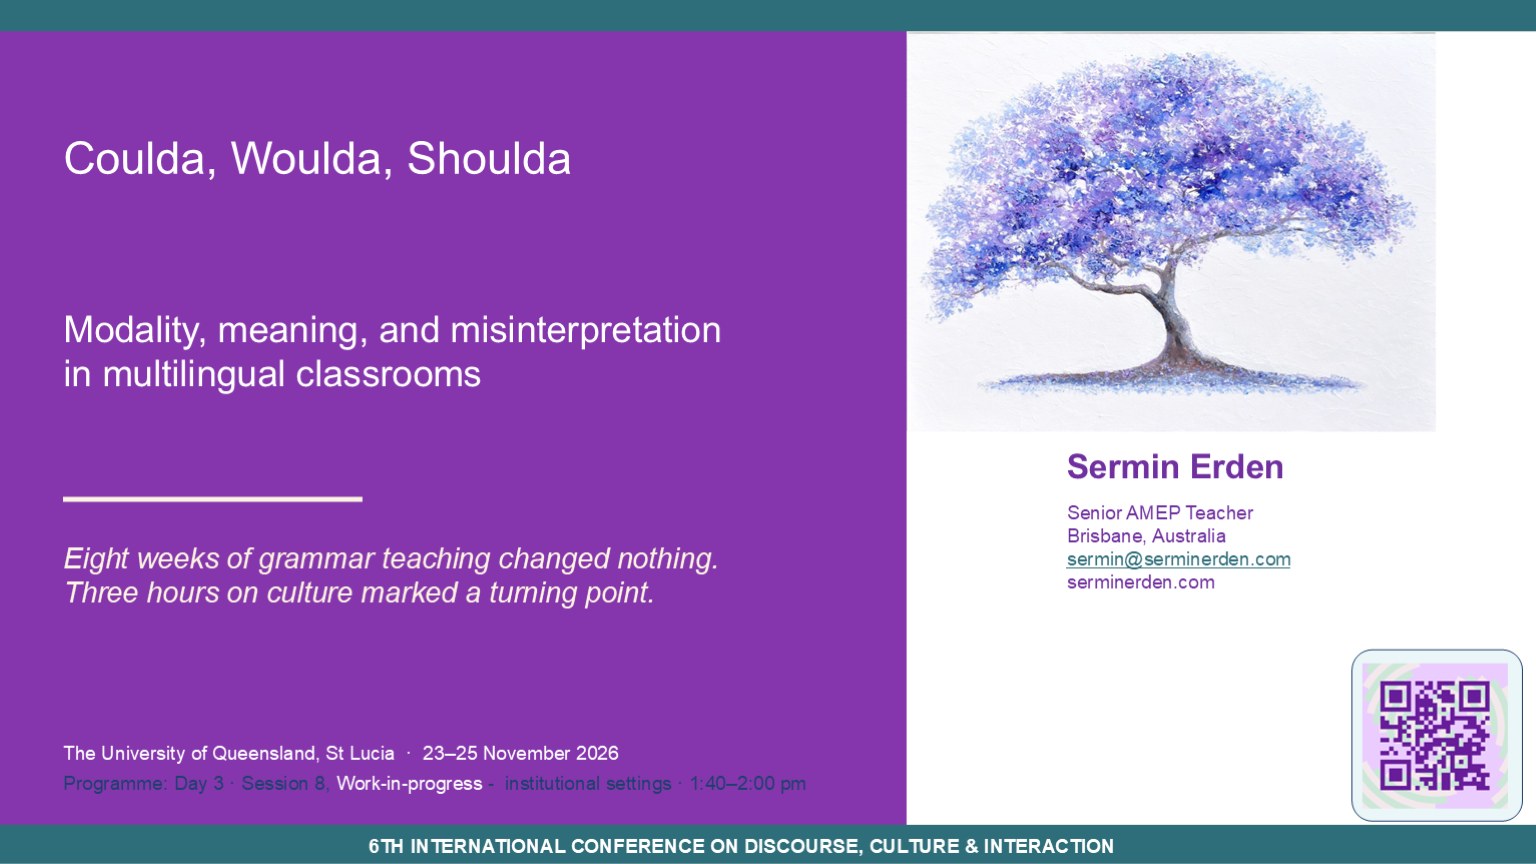 Coulda, Woulda, Shoulda
Modality, meaning, and misinterpretation
in multilingual classrooms
Eight weeks of grammar teaching changed nothing.
Three hours on culture marked a turning point.
The University of Queensland, St Lucia · 23–25 November 2026
Programme: Day 3 · Session 8, Work-in-progress - institutional settings · 1:40–2:00 pm
Sermin Erden
Senior AMEP Teacher
Brisbane, Australia
sermin@serminerden.com
serminerden.com
6TH INTERNATIONAL CONFERENCE ON DISCOURSE, CULTURE & INTERACTION